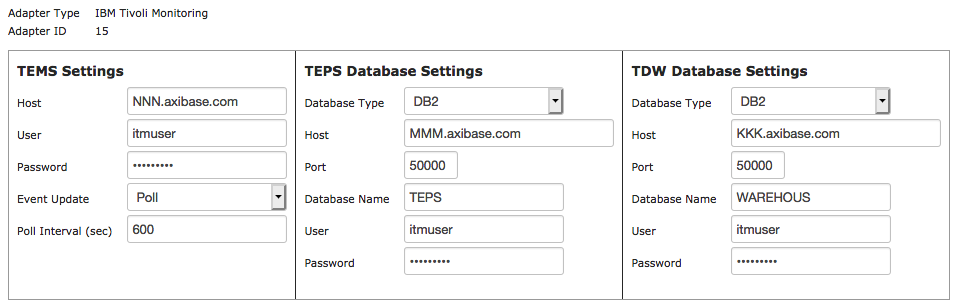 Adapter Type IBM Tivoli Monitoring
Adapter ID 15
TEMS Settings
Host NNN.axibase.com
User itmuser
Password •••••••••
Event Update Poll
Poll Interval (sec) 600
TEPS Database Settings
Database Type DB2
Host MMM.axibase.com
Port 50000
Database Name TEPS
User itmuser
Password •••••••••
TDW Database Settings
Database Type DB2
Host KKK.axibase.com
Port 50000
Database Name WAREHOUS
User itmuser
Password •••••••••